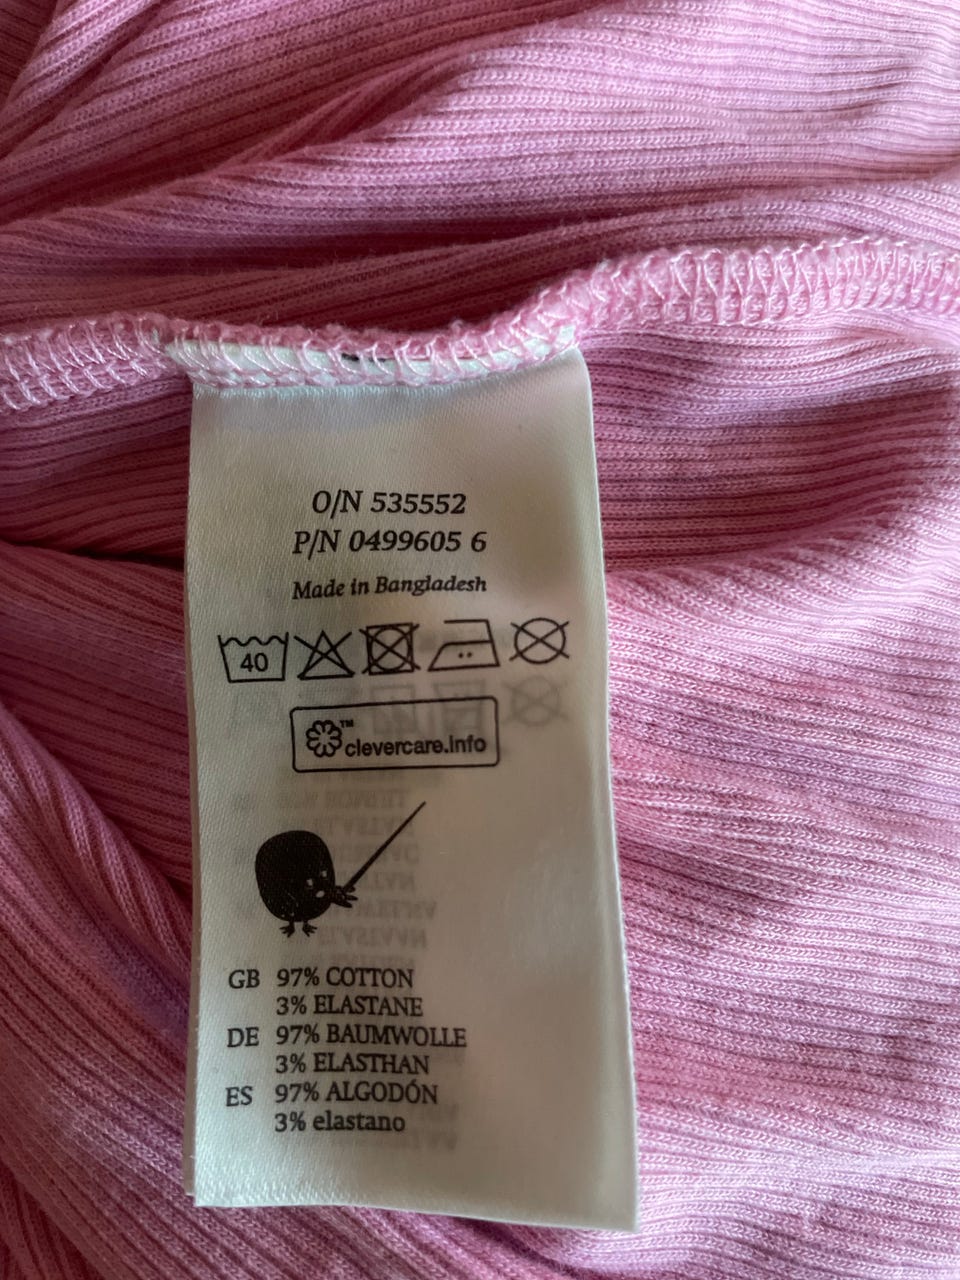 O/N 535552
P/N 0499605 6
Made in Bangladesh
40
™
clevercare.info
GB 97% COTTON
3% ELASTANE
DE 97% BAUMWOLLE
3% ELASTHAN
ES 97% ALGODÓN
3% elastano